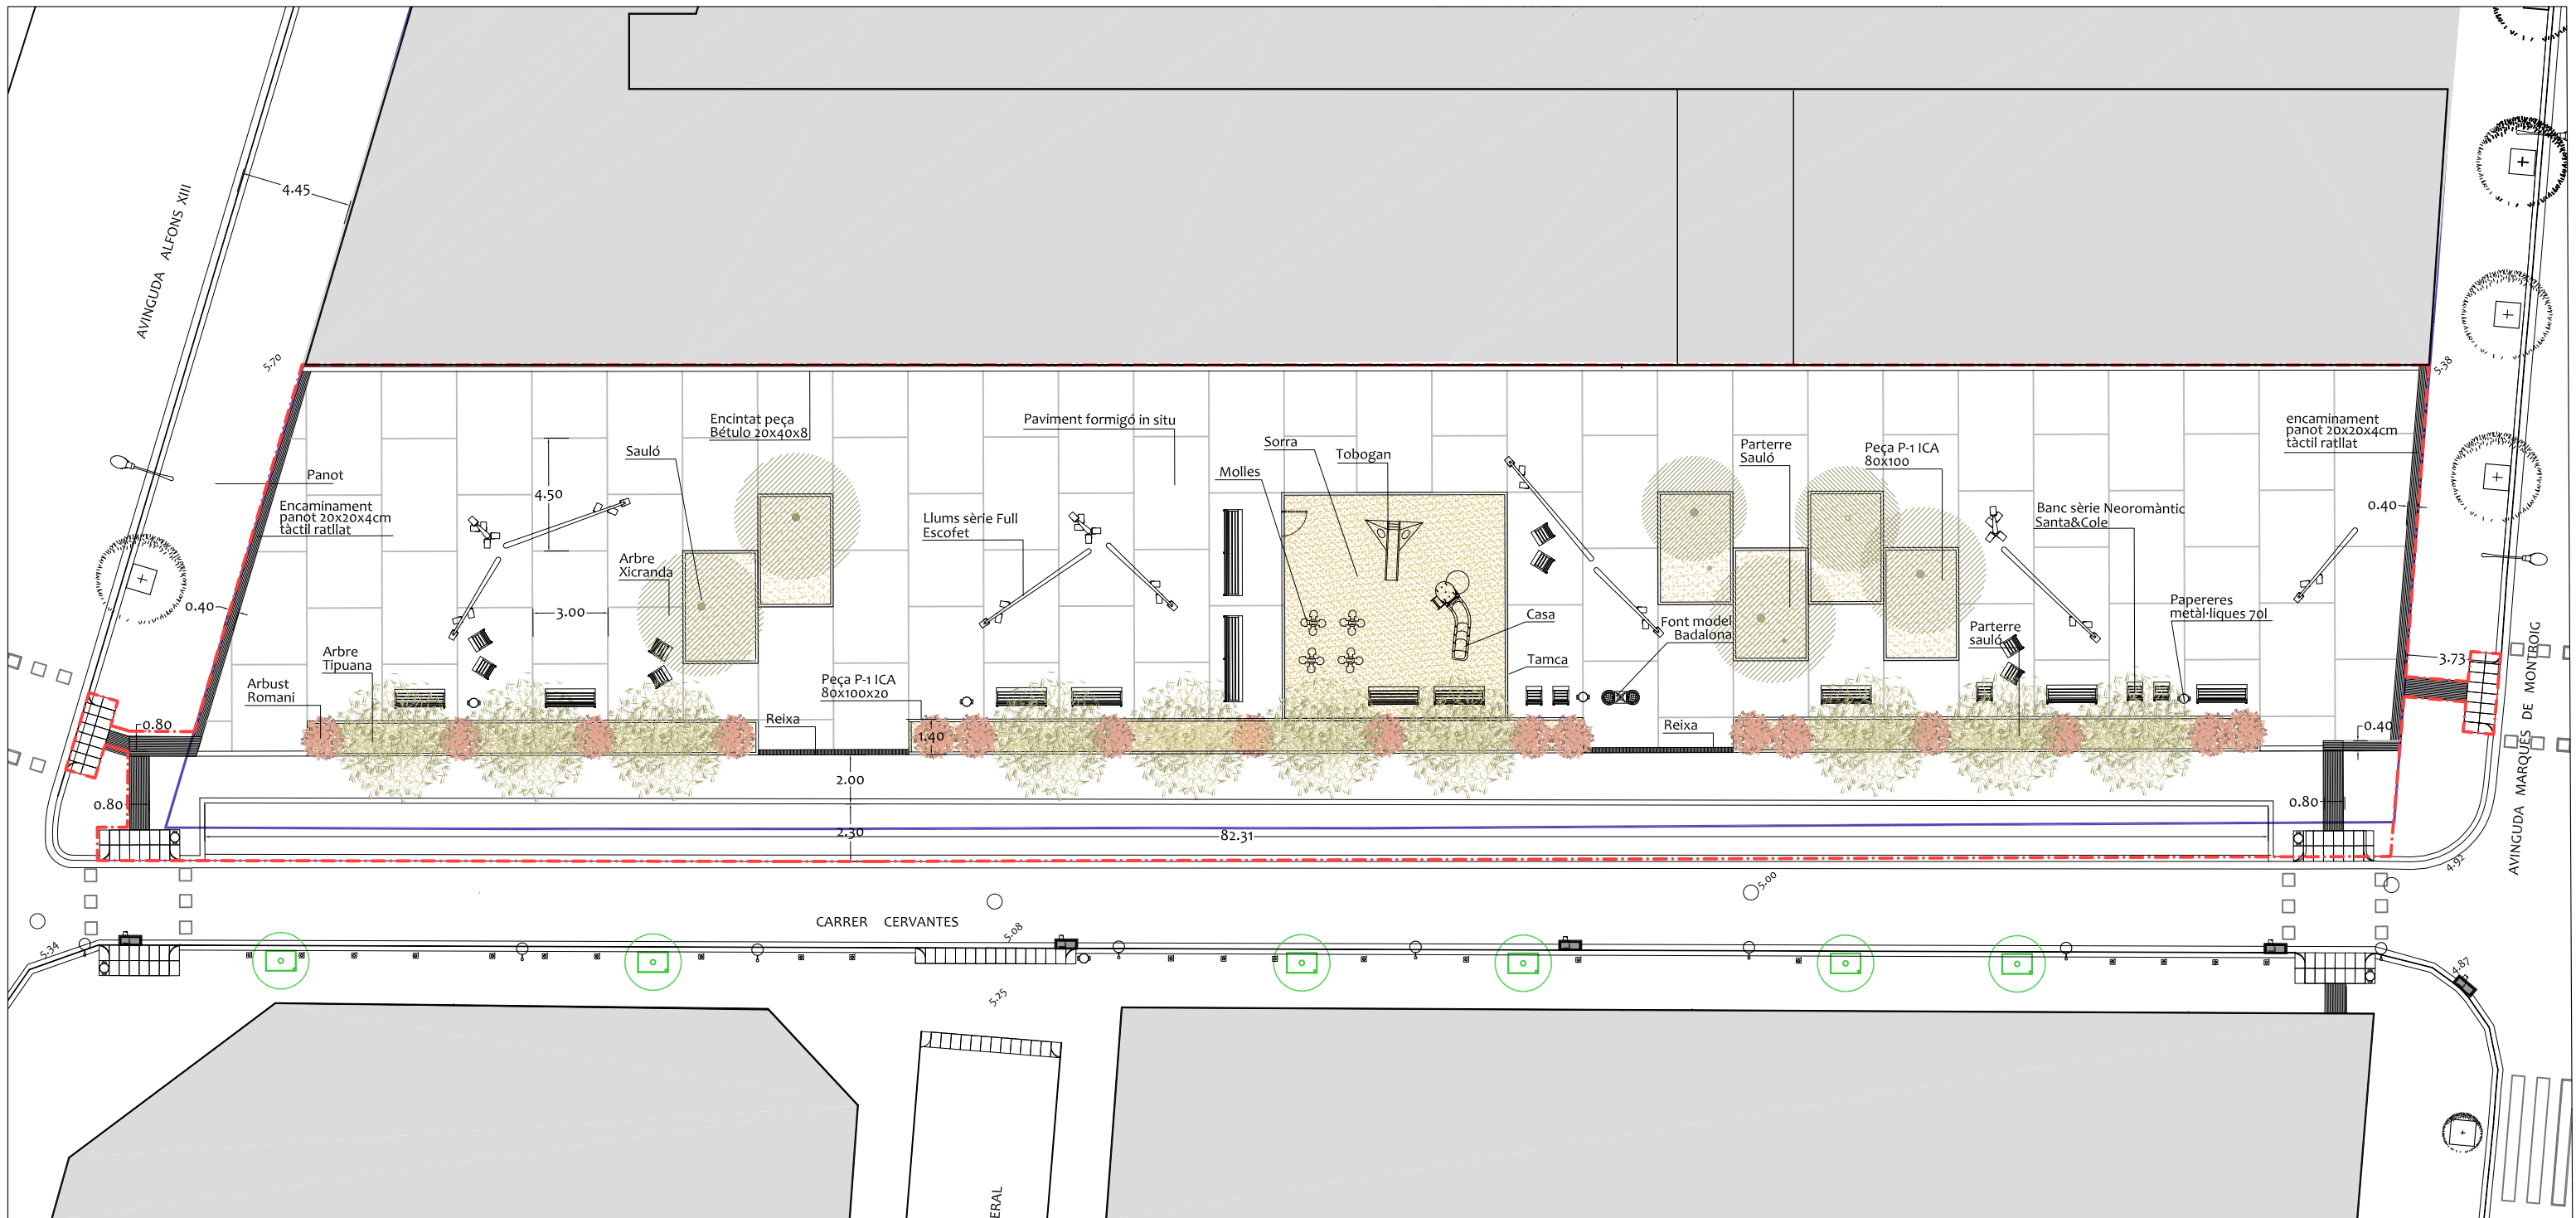 AVINGUDA ALFONS XIII
4.45
5.70
5.38
Encintat peça
Bétulo 20x40x8
Paviment formigó in situ
encaminament
panot 20x20x4cm
tàctil ratllat
Sauló
Sorra
Tobogan
Parterre
Sauló
Peça P-1 ICA
80x100
Molles
Panot
4.50
Encaminament
panot 20x20x4cm
tàctil ratllat
Llums sèrie Full
Escofet
Banc sèrie Neoromàntic
Santa&Cole
0.40
Arbre
Xicranda
0.40
3.00
Casa
Font model
Badalona
Papereres
metàl·liques 70l
Parterre
sauló
Arbre
Tipuana
Tamca
3.73
Arbust
Romani
Peça P-1 ICA
80x100x20
Reixa
Reixa
0.80
1.40
0.40
AVINGUDA MARQUÈS DE MONTROIG
2.00
0.80
0.80
2.30
82.31
4.92
5.00
CARRER CERVANTES
5.08
5.34
4.87
5.25
ERAL